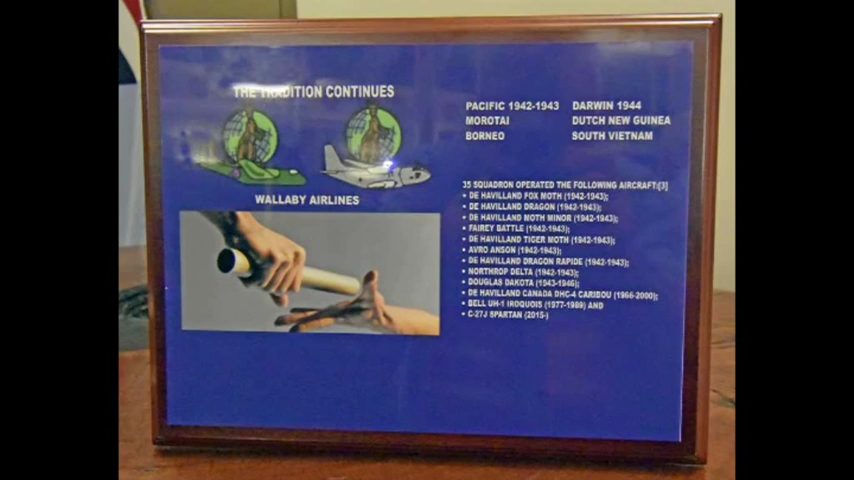 THE TRADITION CONTINUES
WALLABY AIRLINES
PACIFIC 1942-1943 DARWIN 1944
MOROTAI DUTCH NEW GUINEA
BORNEO SOUTH VIETNAM
35 SQUADRON OPERATED THE FOLLOWING AIRCRAFT:[3]
• DE HAVILLAND FOX MOTH (1942-1943);
• DE HAVILLAND DRAGON (1942-1943);
• DE HAVILLAND MOTH MINOR (1942-1943);
• FAIREY BATTLE (1942-1943);
• DE HAVILLAND TIGER MOTH (1942-1943);
• AVRO ANSON (1942-1943);
• DE HAVILLAND DRAGON RAPIDE (1942-1943);
• NORTHROP DELTA (1942-1943);
• DOUGLAS DAKOTA (1943-1946);
• DE HAVILLAND CANADA DHC-4 CARIBOU (1966-2000);
• BELL UH-1 IROQUOIS (1977-1989) AND
• C-27J SPARTAN (2015-)